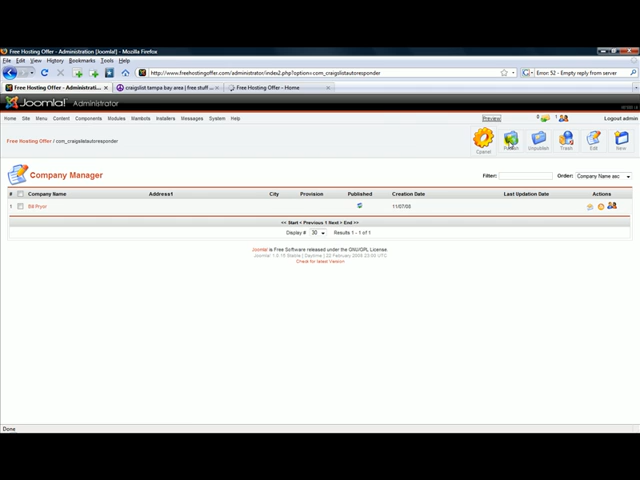 Free Hosting Offer - Administration [Joomla!] - Mozilla Firefox
File Edit View History Bookmarks Tools Help
http://www.freehostingoffer.com/administrator/index2.php?option=com_craigslistautoresponder
Error: 52 - Empty reply from server
Free Hosting Offer - Administrati...
craigslist tampa bay area | free stuff ...
Free Hosting Offer - Home
Joomla! Administrator
Home Site Menu Content Components Modules Mambots Installers Messages System Help
Preview
Logout admin
Free Hosting Offer / com_craigslistautoresponder
Cpanel Publish Unpublish Trash Edit New
Company Manager
Filter: Order: Company Name asc
# Company Name Address1 City Provision Published Creation Date Last Updation Date Actions
1 Bill Pryor 11/07/08
<< Start < Previous 1 Next > End >>
Display # 30 Results 1 - 1 of 1
Joomla! is Free Software released under the GNU/GPL License.
Check for latest Version
Done